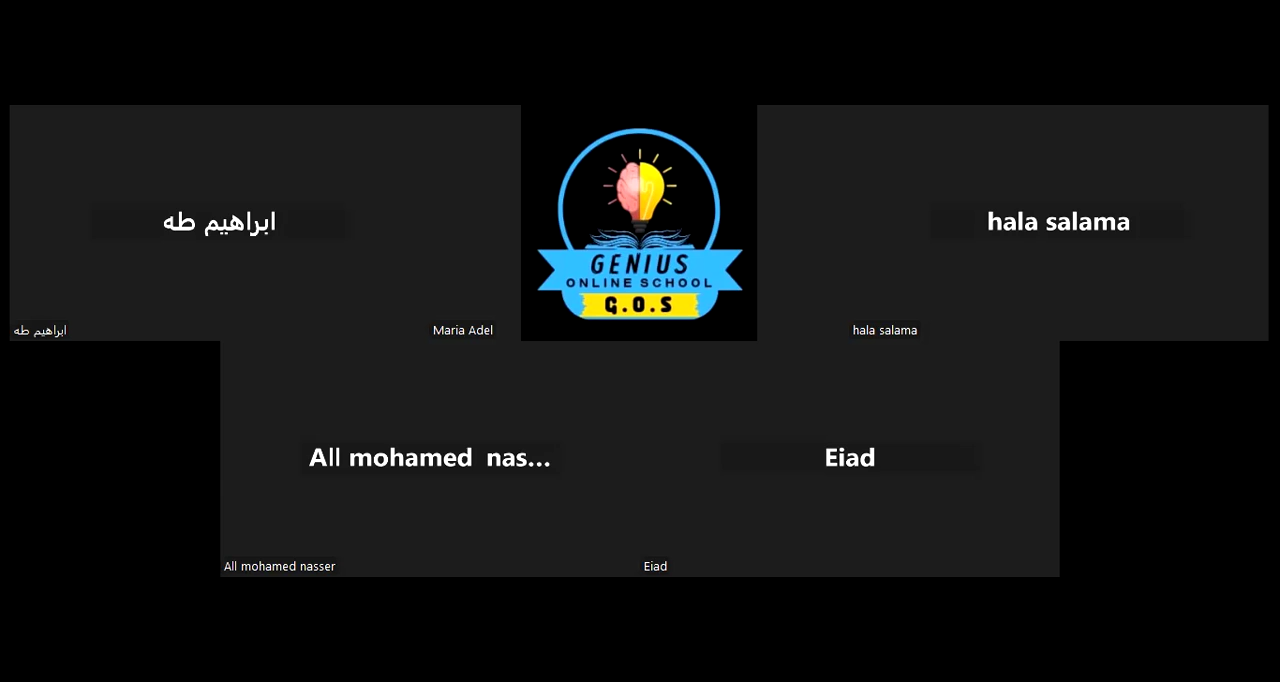 ابراهيم طه
ابراهيم طه
Maria Adel
GENIUS
ONLINE SCHOOL
G.O.S
hala salama
hala salama
All mohamed nas...
All mohamed nasser
Eiad
Eiad